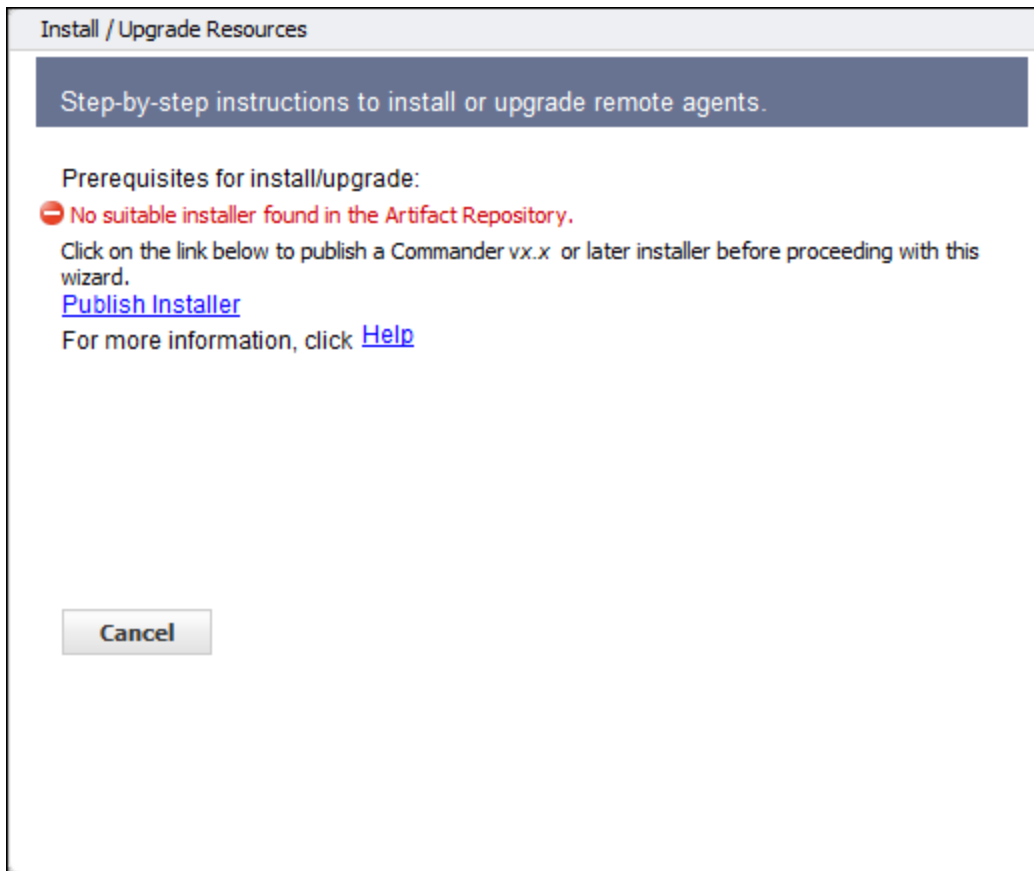 Install / Upgrade Resources
Step-by-step instructions to install or upgrade remote agents.
Prerequisites for install/upgrade:
No suitable installer found in the Artifact Repository.
Click on the link below to publish a Commander vx.x or later installer before proceeding with this
wizard.
Publish Installer
For more information, click Help
Cancel